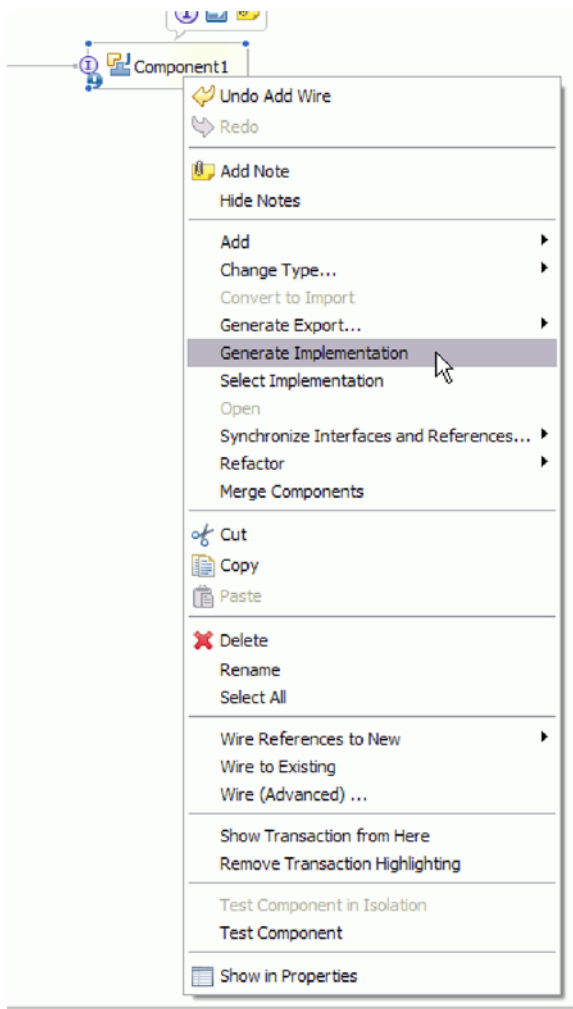 Component1
Undo Add Wire
Redo
Add Note
Hide Notes
Add
Change Type...
Convert to Import
Generate Export...
Generate Implementation
Select Implementation
Open
Synchronize Interfaces and References...
Refactor
Merge Components
Cut
Copy
Paste
Delete
Rename
Select All
Wire References to New
Wire to Existing
Wire (Advanced) ...
Show Transaction from Here
Remove Transaction Highlighting
Test Component in Isolation
Test Component
Show in Properties